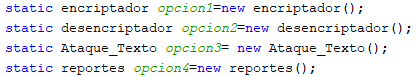 static encriptador opcion1=new encriptador();
static desencriptador opcion2=new desencriptador();
static Ataque_Texto opcion3= new Ataque_Texto();
static reportes opcion4=new reportes();